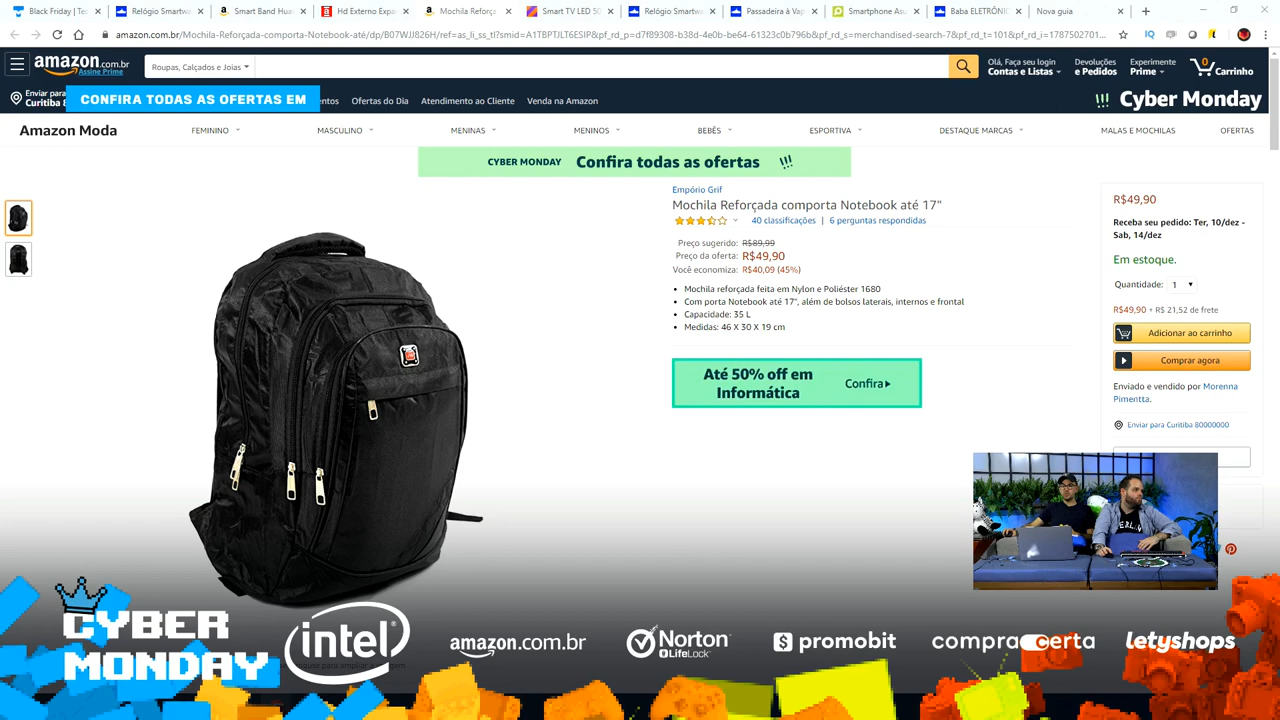 Black Friday | Tec
Relógio Smartwa
Smart Band Hua
Hd Externo Expa
Mochila Reforça
Smart TV LED 50
Relógio Smartwa
Passadeira à Vap
Smartphone Asu
Baba ELETRÔNIC
Nova guia
amazon.com.br/Mochila-Reforçada-comporta-Notebook-até/dp/B07WJJ826H/ref=as_li_ss_tl?smid=A1TBPTJLT6ESIP&pf_rd_p=d7f89308-b38d-4e0b-be64-61323c0b796b&pf_rd_s=merchandised-search-7&pf_rd_t=101&pf_rd_i=1787502701...
amazon.com.br
Assine Prime
Roupas, Calçados e Joias
Olá, Faça seu login
Contas e Listas
Devoluções
e Pedidos
Experimente
Prime
0
Carrinho
Enviar para
Curitiba 8
CONFIRA TODAS AS OFERTAS EM
entos
Ofertas do Dia
Atendimento ao Cliente
Venda na Amazon
Cyber Monday
Amazon Moda
FEMININO
MASCULINO
MENINAS
MENINOS
BEBÊS
ESPORTIVA
DESTAQUE MARCAS
MALAS E MOCHILAS
OFERTAS
CYBER MONDAY Confira todas as ofertas
Empório Grif
Mochila Reforçada comporta Notebook até 17"
40 classificações | 6 perguntas respondidas
Preço sugerido: R$89,99
Preço da oferta: R$49,90
Você economiza: R$40,09 (45%)
Mochila reforçada feita em Nylon e Poliéster 1680
Com porta Notebook até 17", além de bolsos laterais, internos e frontal
Capacidade: 35 L
Medidas: 46 X 30 X 19 cm
Até 50% off em
Informática
Confira
R$49,90
Receba seu pedido: Ter, 10/dez -
Sab, 14/dez
Em estoque.
Quantidade: 1
R$49,90 + R$ 21,52 de frete
Adicionar ao carrinho
Comprar agora
Enviado e vendido por Morenna
Pimentta.
Enviar para Curitiba 80000000
CYBER
MONDAY
intel
amazon.com.br
Norton
LifeLock
promobit
compracerta
letyshops